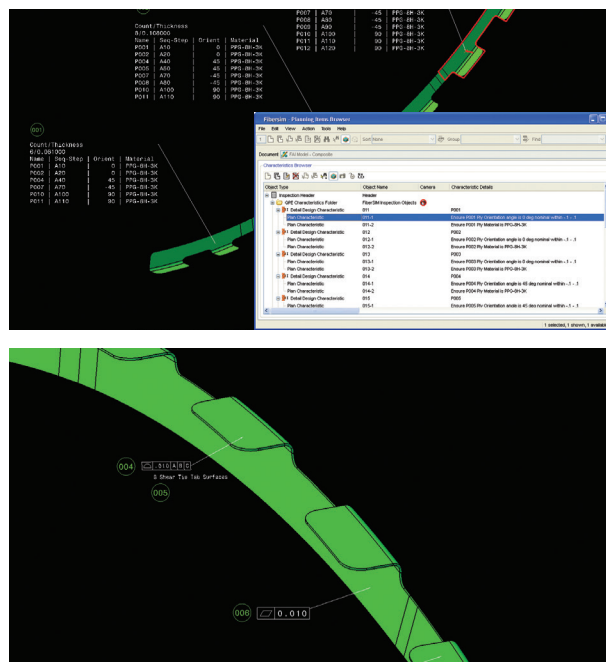 P007 | A70 | -45 | PPG-8H-3K
P008 | A80 | -45 | PPG-8H-3K
P009 | A90 | 90 | PPG-8H-3K
P010 | A100 | 90 | PPG-8H-3K
P011 | A110 | 90 | PPG-8H-3K
P012 | A120 | 90 | PPG-8H-3K
Count/Thickness
8/0.108000
Name | Seq-Step | Orient | Material
P001 | A10 | 0 | PPG-8H-3K
P002 | A20 | 0 | PPG-8H-3K
P004 | A40 | 45 | PPG-8H-3K
P005 | A50 | 45 | PPG-8H-3K
P007 | A70 | -45 | PPG-8H-3K
P008 | A80 | -45 | PPG-8H-3K
P010 | A100 | 90 | PPG-8H-3K
P011 | A110 | 90 | PPG-8H-3K
001
Count/Thickness
6/0.081000
Name | Seq-Step | Orient | Material
P001 | A10 | 0 | PPG-8H-3K
P002 | A20 | 0 | PPG-8H-3K
P004 | A40 | 45 | PPG-8H-3K
P007 | A70 | -45 | PPG-8H-3K
P010 | A100 | 90 | PPG-8H-3K
P011 | A110 | 90 | PPG-8H-3K
Fibersim - Planning Items Browser
File Edit View Action Tools Help
Sort None Group Find
Document FAI Model - Composite
Characteristics Browser
Object Type Object Name Camera Characteristic Details
Inspection Header Header
QPE Characteristics Folder FiberSIM Inspection Objects
Detail Design Characteristic 011 P001
Plan Characteristic 011-1 Ensure P001 Ply Orientation angle is 0 deg nominal within -.1 - .1
Plan Characteristic 011-2 Ensure P001 Ply Material is PPG-8H-3K
Detail Design Characteristic 012 P002
Plan Characteristic 012-1 Ensure P002 Ply Orientation angle is 0 deg nominal within -.1 - .1
Plan Characteristic 012-2 Ensure P002 Ply Material is PPG-8H-3K
Detail Design Characteristic 013 P003
Plan Characteristic 013-1 Ensure P003 Ply Orientation angle is 0 deg nominal within -.1 - .1
Plan Characteristic 013-2 Ensure P003 Ply Material is PPG-8H-3K
Detail Design Characteristic 014 P004
Plan Characteristic 014-1 Ensure P004 Ply Orientation angle is 45 deg nominal within -.1 - .1
Plan Characteristic 014-2 Ensure P004 Ply Material is PPG-8H-3K
Detail Design Characteristic 015 P005
Plan Characteristic 015-1 Ensure P005 Ply Orientation angle is 45 deg nominal within -.1 - .1
1 selected, 1 shown, 1 availab
004 .010 A B C
5 Shear Tie Tab Surfaces
005
006 0.010